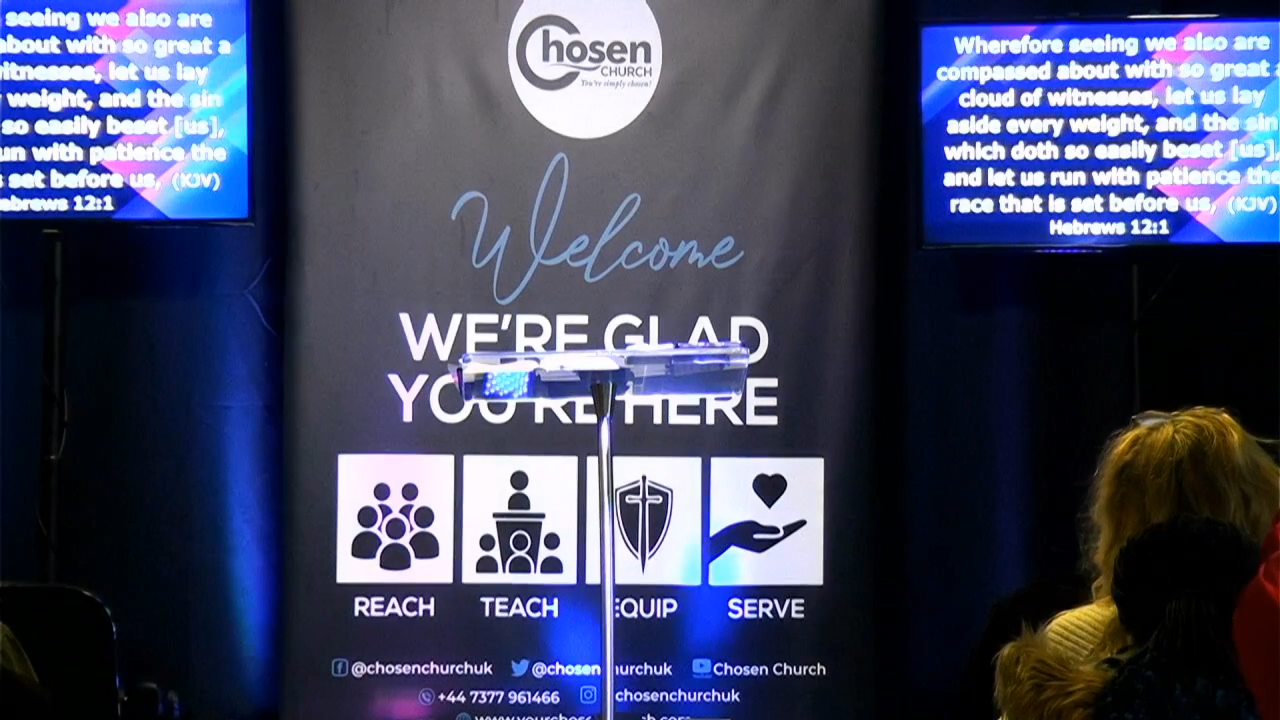 seeing we also are
about with so great a
witnesses, let us lay
weight, and the sin
so easily beset [us],
run with patience the
set before us, (KJV)
Hebrews 12:1
Chosen
CHURCH
You're simply chosen!
Welcome
WE'RE GLAD
YOU'RE HERE
REACH TEACH EQUIP SERVE
@chosenchurchuk @chosenchurchuk Chosen Church
+44 7377 961466 chosenchurchuk
Wherefore seeing we also are
compassed about with so great a
cloud of witnesses, let us lay
aside every weight, and the sin
which doth so easily beset [us],
and let us run with patience the
race that is set before us, (KJV)
Hebrews 12:1